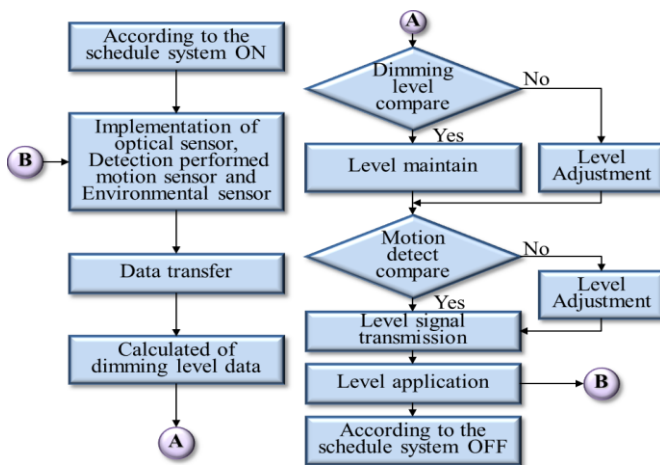 According to the
schedule system ON
B
Implementation of
optical sensor,
Detection performed
motion sensor and
Environmental sensor
Data transfer
Calculated of
dimming level data
A
A
Dimming
level
compare
No
Yes
Level maintain
Level
Adjustment
Motion
detect
compare
No
Yes
Level
Adjustment
Level signal
transmission
Level application
B
According to the
schedule system OFF